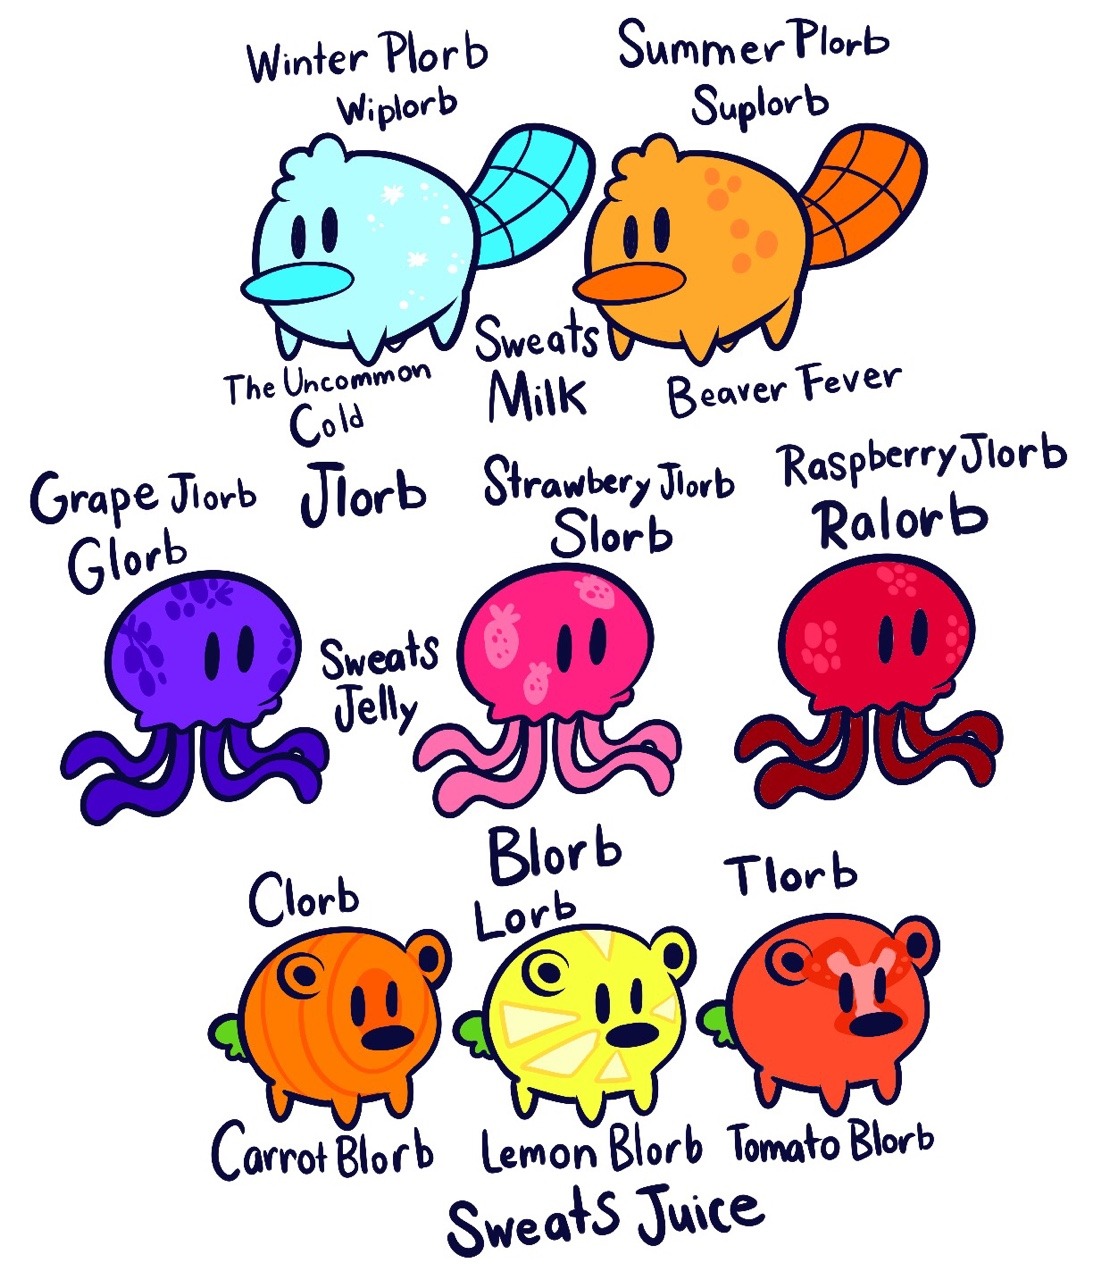 Winter Plorb
Wiplorb
Summer Plorb
Suplorb
The Uncommon
Cold
Sweats
Milk
Beaver Fever
Grape Jlorb
Glorb
Jlorb
Strawbery Jlorb
Slorb
Raspberry Jlorb
Ralorb
Sweats
Jelly
Blorb
Clorb
Lorb
Tlorb
Carrot Blorb
Lemon Blorb
Tomato Blorb
Sweats Juice